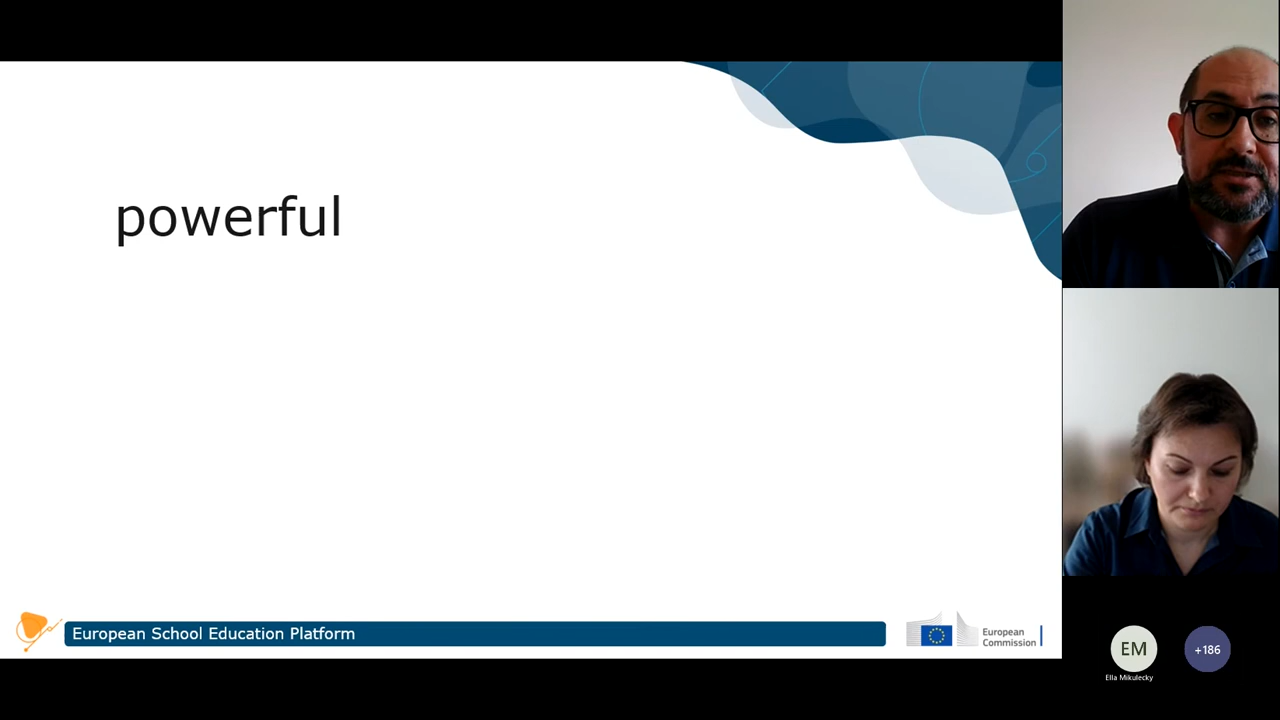 powerful
European School Education Platform
European
Commission
EM
+186
Ella Mikulecky